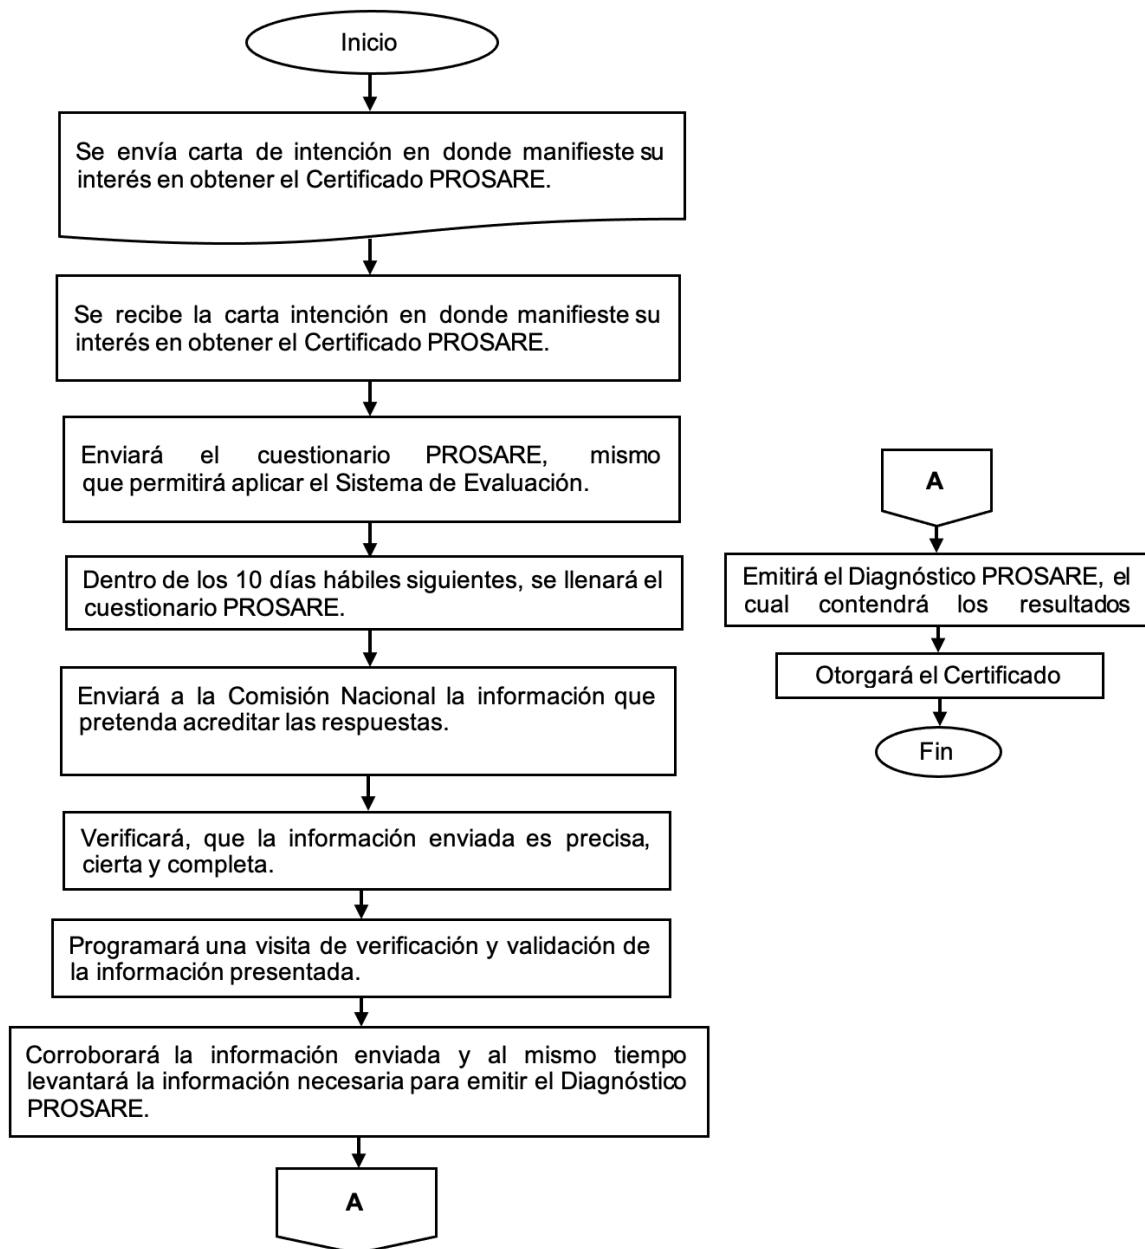 Inicio
Se envía carta de intención en donde manifieste su
interés en obtener el Certificado PROSARE.
Se recibe la carta intención en donde manifieste su
interés en obtener el Certificado PROSARE.
Enviará el cuestionario PROSARE, mismo
que permitirá aplicar el Sistema de Evaluación.
Dentro de los 10 días hábiles siguientes, se llenará el
cuestionario PROSARE.
Enviará a la Comisión Nacional la información que
pretenda acreditar las respuestas.
Verificará, que la información enviada es precisa,
cierta y completa.
Programará una visita de verificación y validación de
la información presentada.
Corroborará la información enviada y al mismo tiempo
levantará la información necesaria para emitir el Diagnóstico
PROSARE.
A
A
Emitirá el Diagnóstico PROSARE, el
cual contendrá los resultados
Otorgará el Certificado
Fin